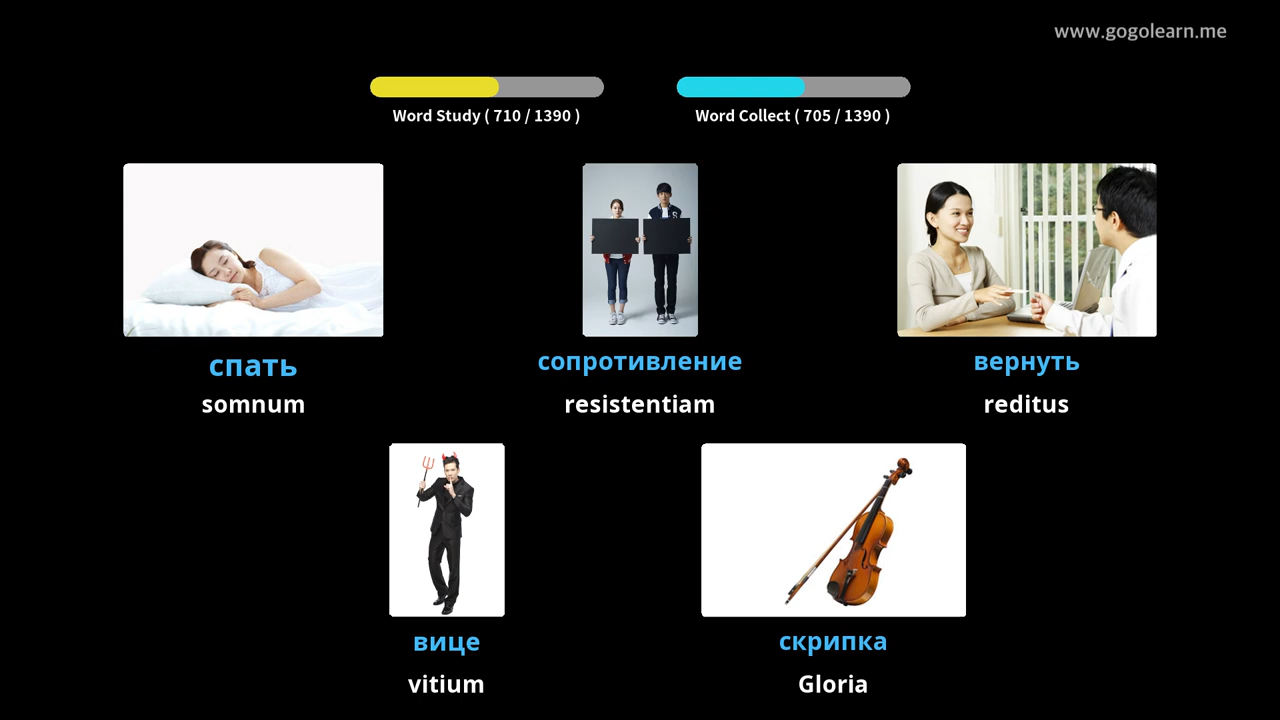 www.gogolearn.me
Word Study ( 710 / 1390 )
Word Collect ( 705 / 1390 )
спать
somnum
сопротивление
resistentiam
вернуть
reditus
вице
vitium
скрипка
Gloria